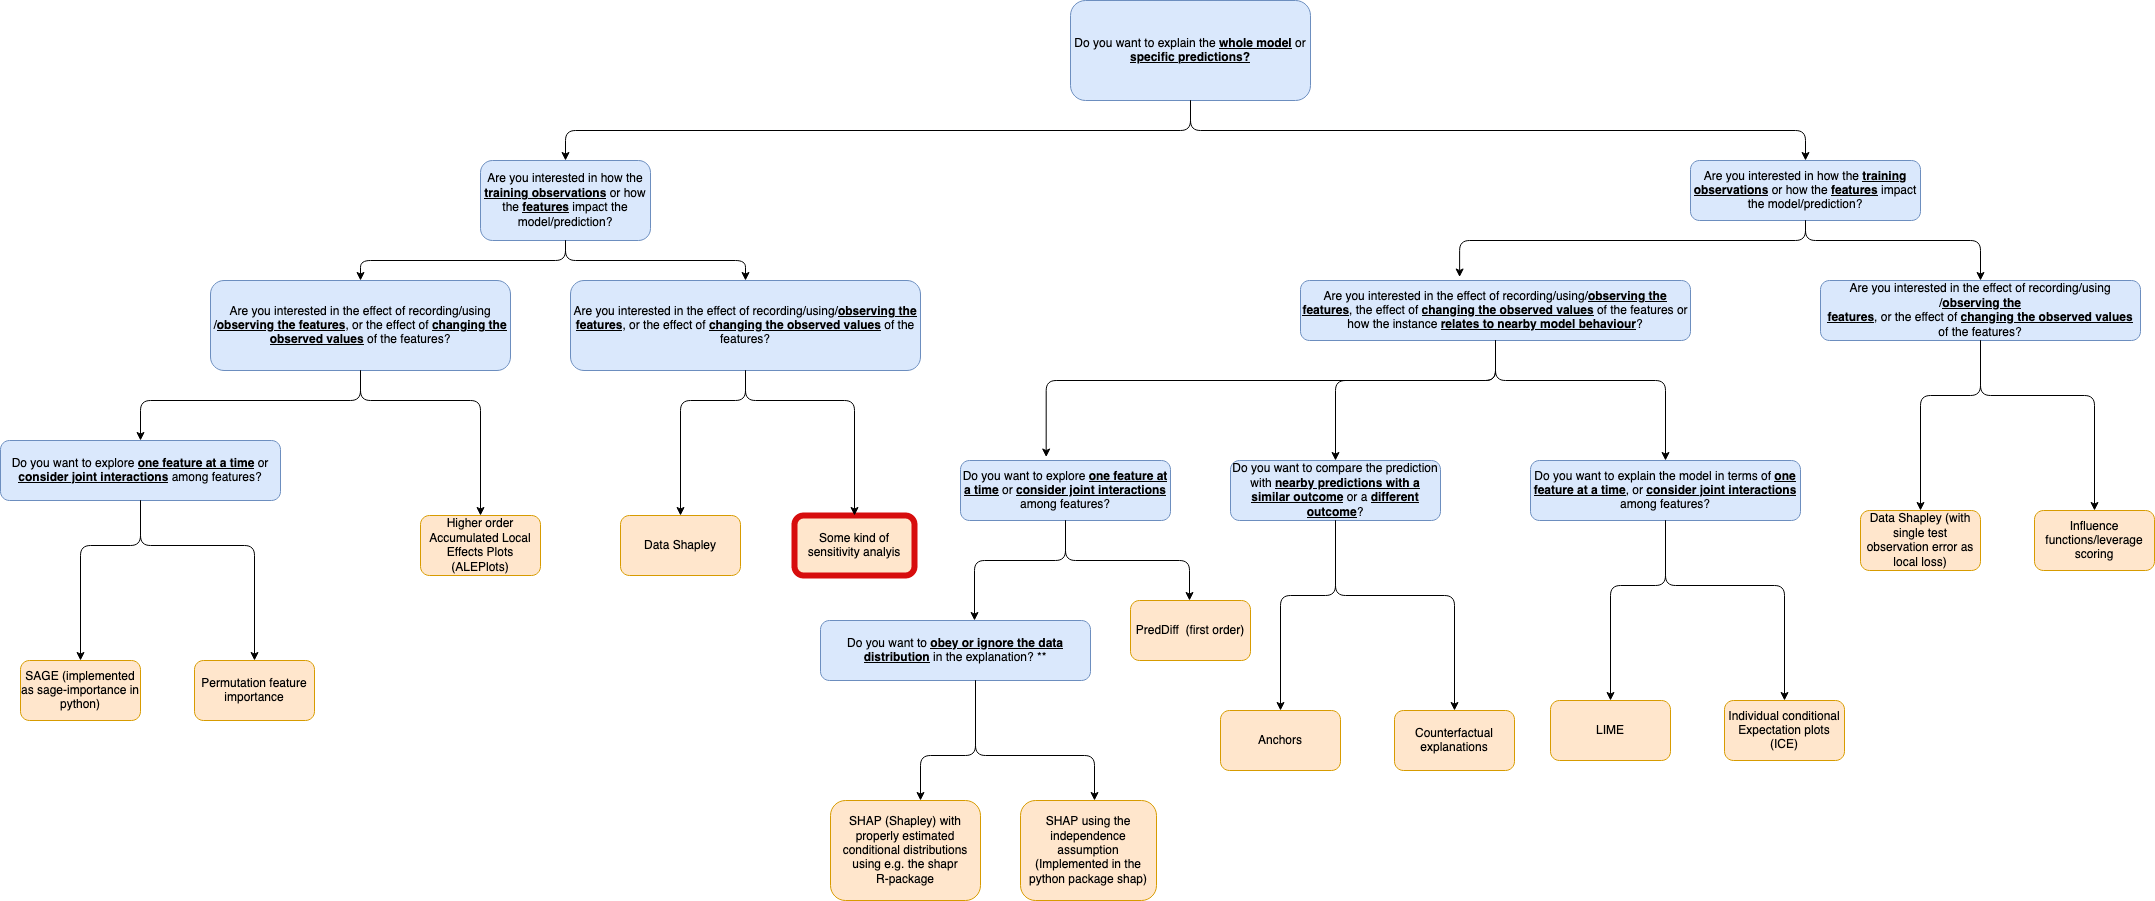 Do you want to explain the whole model or
specific predictions?
Are you interested in how the
training observations or how
the features impact the
model/prediction?
Are you interested in how the training
observations or how the features impact
the model/prediction?
Are you interested in the effect of recording/using
/observing the features, or the effect of changing the
observed values of the features?
Are you interested in the effect of recording/using/observing the
features, or the effect of changing the observed values of the
features?
Are you interested in the effect of recording/using/observing the
features, the effect of changing the observed values of the features or
how the instance relates to nearby model behaviour?
Are you interested in the effect of recording/using
/observing the
features, or the effect of changing the observed values
of the features?
Do you want to explore one feature at a time or
consider joint interactions among features?
Higher order
Accumulated Local
Effects Plots
(ALEPlots)
Data Shapley
Some kind of
sensitivity analyis
Do you want to explore one feature at
a time or consider joint interactions
among features?
Do you want to compare the prediction
with nearby predictions with a
similar outcome or a different
outcome?
Do you want to explain the model in terms of one
feature at a time, or consider joint interactions
among features?
Data Shapley (with
single test
observation error as
local loss)
Influence
functions/leverage
scoring
SAGE (implemented
as sage-importance in
python)
Permutation feature
importance
Do you want to obey or ignore the data
distribution in the explanation? **
PredDiff (first order)
Anchors
Counterfactual
explanations
LIME
Individual conditional
Expectation plots
(ICE)
SHAP (Shapley) with
properly estimated
conditional distributions
using e.g. the shapr
R-package
SHAP using the
independence
assumption
(Implemented in the
python package shap)